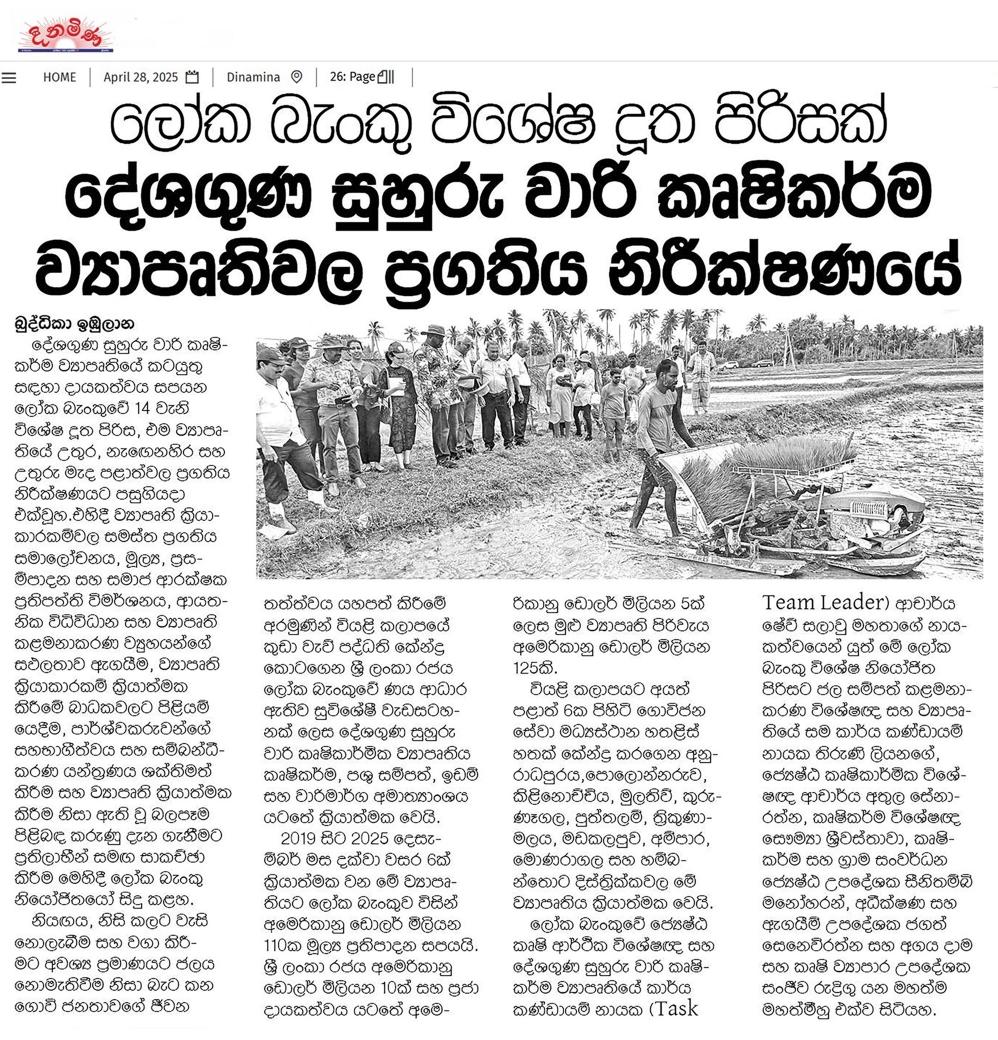 දිනමිණ
HOME
April 28, 2025
Dinamina
26: Page
ලෝක බැංකු විශේෂ දූත පිරිසක්
දේශගුණ සුහුරු වාරි කෘෂිකර්ම
ව්‍යාපෘතිවල ප්‍රගතිය නිරීක්ෂණයේ
බුද්ධිකා ඉඹුලාන
දේශගුණ සුහුරු වාරි කෘෂි-
කර්ම ව්‍යාපෘතියේ කටයුතු
සඳහා දායකත්වය සපයන
ලෝක බැංකුවේ 14 වැනි
විශේෂ දූත පිරිස, එම ව්‍යාපෘ-
තියේ උතුර, නැඟෙනහිර සහ
උතුරු මැද පළාත්වල ප්‍රගතිය
නිරීක්ෂණයට පසුගියදා
එක්වූහ.එහිදී ව්‍යාපෘති ක්‍රියා-
කාරකම්වල සමස්ත ප්‍රගතිය
සමාලෝචනය, මූල්‍ය, ප්‍රස-
ම්පාදන සහ සමාජ ආරක්ෂක
ප්‍රතිපත්ති විමර්ශනය, ආයත-
නික විධිවිධාන සහ ව්‍යාපෘති
කළමනාකරණ ව්‍යුහයන්ගේ
සඵලතාව ඇගයීම, ව්‍යාපෘති
ක්‍රියාකාරකම් ක්‍රියාත්මක
කිරීමේ බාධකවලට පිළියම්
යෙදීම, පාර්ශ්වකරුවන්ගේ
සහභාගීත්වය සහ සම්බන්ධී-
කරණ යන්ත්‍රණය ශක්තිමත්
කිරීම සහ ව්‍යාපෘති ක්‍රියාත්මක
කිරීම නිසා ඇති වූ බලපෑම
පිළිබඳ කරුණු දැන ගැනීමට
ප්‍රතිලාභීන් සමඟ සාකච්ඡා
කිරීම මෙහිදී ලෝක බැංකු
නියෝජිතයෝ සිදු කළහ.
නියඟය, නිසි කලට වැසි
නොලැබීම සහ වගා කිරී-
මට අවශ්‍ය ප්‍රමාණයට ජලය
නොමැතිවීම නිසා බැට කන
ගොවි ජනතාවගේ ජීවන
තත්ත්වය යහපත් කිරීමේ
අරමුණින් වියළි කලාපයේ
කුඩා වැව් පද්ධති කේන්ද්‍ර
කොටගෙන ශ්‍රී ලංකා රජය
ලෝක බැංකුවේ ණය ආධාර
ඇතිව සුවිශේෂී වැඩසටහ-
නක් ලෙස දේශගුණ සුහුරු
වාරි කෘෂිකාර්මික ව්‍යාපෘතිය
කෘෂිකර්ම, පශු සම්පත්, ඉඩම්
සහ වාරිමාර්ග අමාත්‍යාංශය
යටතේ ක්‍රියාත්මක වෙයි.
2019 සිට 2025 දෙසැ-
ම්බර් මස දක්වා වසර 6ක්
ක්‍රියාත්මක වන මේ ව්‍යාපෘ-
තියට ලෝක බැංකුව විසින්
අමෙරිකානු ඩොලර් මිලියන
110ක මූල්‍ය ප්‍රතිපාදන සපයයි.
ශ්‍රී ලංකා රජය අමෙරිකානු
ඩොලර් මිලියන 10ක් සහ ප්‍රජා
දායකත්වය යටතේ අමෙ-
රිකානු ඩොලර් මිලියන 5ක්
ලෙස මුළු ව්‍යාපෘති පිරිවැය
අමෙරිකානු ඩොලර් මිලියන
125කි.
වියළි කලාපයට අයත්
පළාත් 6ක පිහිටි ගොවිජන
සේවා මධ්‍යස්ථාන හතළිස්
හතක් කේන්ද්‍ර කරගෙන අනු-
රාධපුරය,පොලොන්නරුව,
කිළිනොච්චිය, මුලතිව්, කුරු-
ණෑගල, පුත්තලම්, ත්‍රිකුණා-
මලය, මඩකලපුව, අම්පාර,
මොණරාගල සහ හම්බ-
න්තොට දිස්ත්‍රික්කවල මේ
ව්‍යාපෘතිය ක්‍රියාත්මක වෙයි.
ලෝක බැංකුවේ ජ්‍යෙෂ්ඨ
කෘෂි ආර්ථික විශේෂඥ සහ
දේශගුණ සුහුරු වාරි කෘෂි-
කර්ම ව්‍යාපෘතියේ කාර්ය
කණ්ඩායම් නායක (Task
Team Leader) ආචාර්ය
ෂේව් සලාවු මහතාගේ නාය-
කත්වයෙන් යුත් මේ ලෝක
බැංකු විශේෂ නියෝජිත
පිරිසට ජල සම්පත් කළමනා-
කරණ විශේෂඥ සහ ව්‍යාපෘ-
තියේ සම කාර්ය කණ්ඩායම්
නායක තිරුණි ලියනගේ,
ජ්‍යෙෂ්ඨ කෘෂිකාර්මික විශේ-
ෂඥ ආචාර්ය අතුල සේනා-
රත්න, කෘෂිකර්ම විශේෂඥ
සෞම්‍යා ශ්‍රීවස්තාවා, කෘෂි-
කර්ම සහ ග්‍රාම සංවර්ධන
ජ්‍යෙෂ්ඨ උපදේශක සීනිතම්බි
මනෝහරන්, අධීක්ෂණ සහ
ඇගයීම් උපදේශක ජගත්
සෙනෙවිරත්න සහ අගය දාම
සහ කෘෂි ව්‍යාපාර උපදේශක
සංජීව රුද්‍රිගු යන මහත්ම
මහත්මීහු එක්ව සිටියහ.